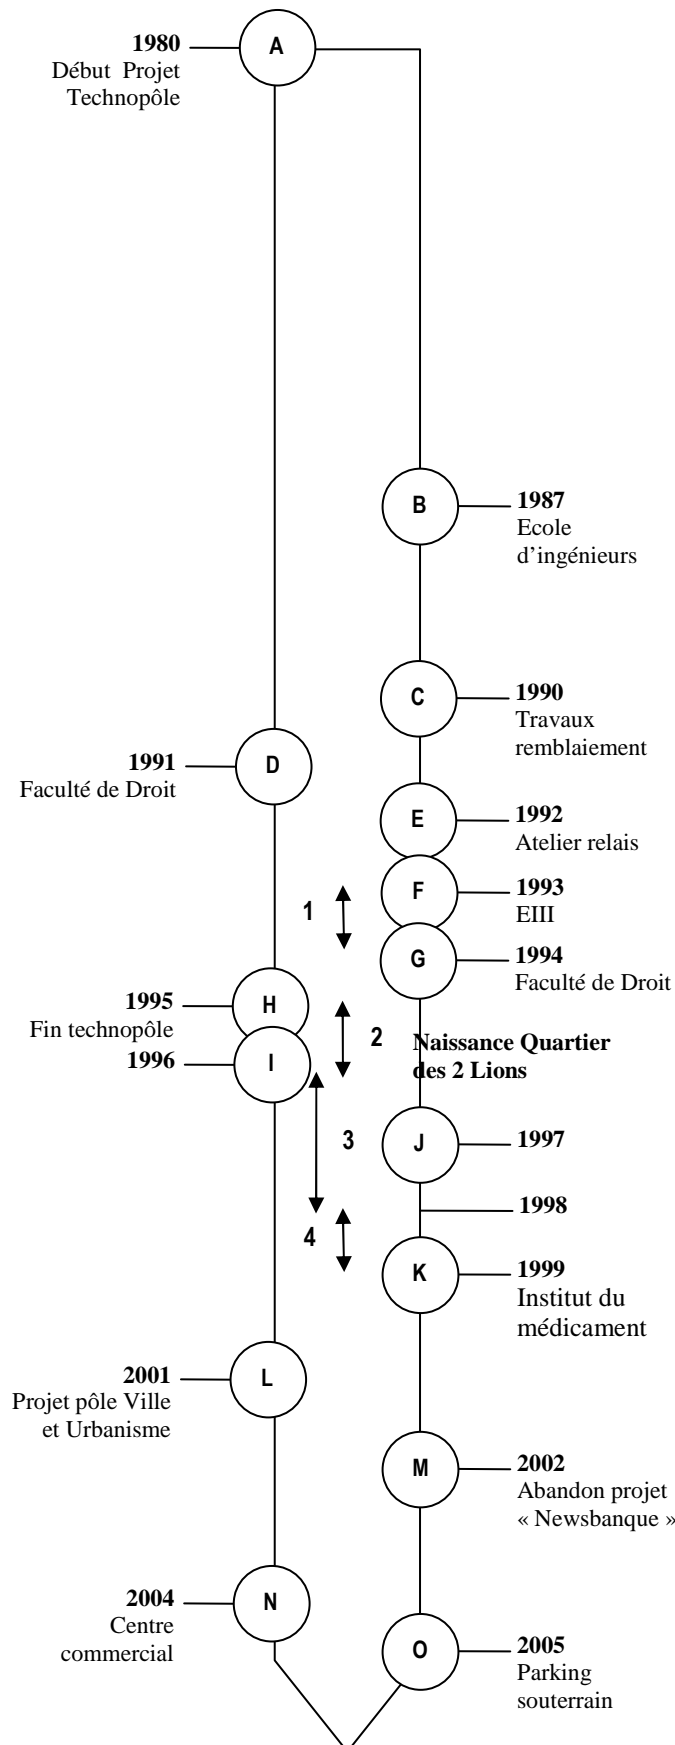 1980
A
Début Projet
Technopôle
B
1987
Ecole
d'ingénieurs
C
1990
Travaux
remblaiement
1991
D
Faculté de Droit
E
1992
Atelier relais
F
1993
EIII
1
G
1994
Faculté de Droit
1995
H
Fin technopôle
2
Naissance Quartier
des 2 Lions
1996
I
3
J
1997
1998
4
K
1999
Institut du
médicament
2001
L
Projet pôle Ville
et Urbanisme
M
2002
Abandon projet
« Newsbanque »
2004
N
Centre
commercial
O
2005
Parking
souterrain